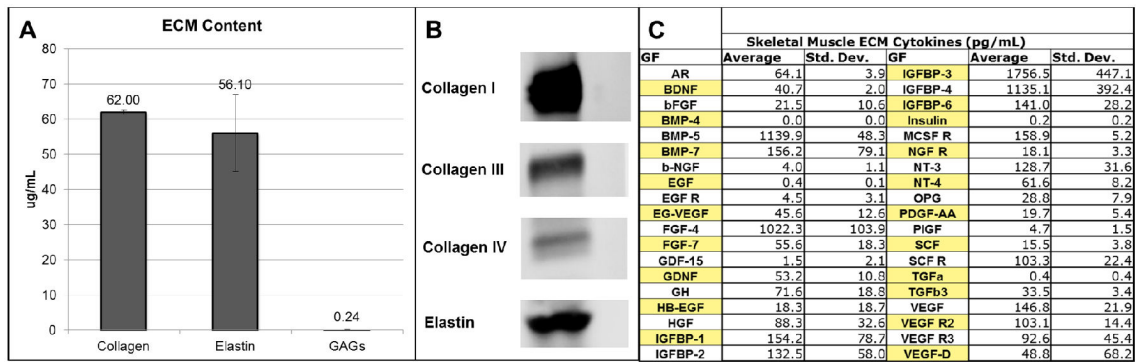 A
ECM Content
80
70
60
50
40
30
20
10
0
ug/mL
62.00
56.10
0.24
Collagen
Elastin
GAGs
B
Collagen I
Collagen III
Collagen IV
Elastin
C
Skeletal Muscle ECM Cytokines (pg/mL)
GF Average Std. Dev. GF Average Std. Dev.
AR 64.1 3.9 IGFBP-3 1756.5 447.1
BDNF 40.7 2.0 IGFBP-4 1135.1 392.4
bFGF 21.5 10.6 IGFBP-6 141.0 28.2
BMP-4 0.0 0.0 Insulin 0.2 0.2
BMP-5 1139.9 48.3 MCSF R 158.9 5.2
BMP-7 156.2 79.1 NGF R 18.1 3.3
b-NGF 4.0 1.1 NT-3 128.7 31.6
EGF 0.4 0.1 NT-4 61.6 8.2
EGF R 4.5 3.1 OPG 28.8 7.9
EG-VEGF 45.6 12.6 PDGF-AA 19.7 5.4
FGF-4 1022.3 103.9 PlGF 4.7 1.5
FGF-7 55.6 18.3 SCF 15.5 3.8
GDF-15 1.5 2.1 SCF R 103.3 22.4
GDNF 53.2 10.8 TGFa 0.4 0.4
GH 71.6 18.8 TGFb3 33.5 3.4
HB-EGF 18.3 18.7 VEGF 146.8 21.9
HGF 88.3 32.6 VEGF R2 103.1 14.4
IGFBP-1 154.2 78.7 VEGF R3 92.6 45.4
IGFBP-2 132.5 58.0 VEGF-D 48.8 68.2